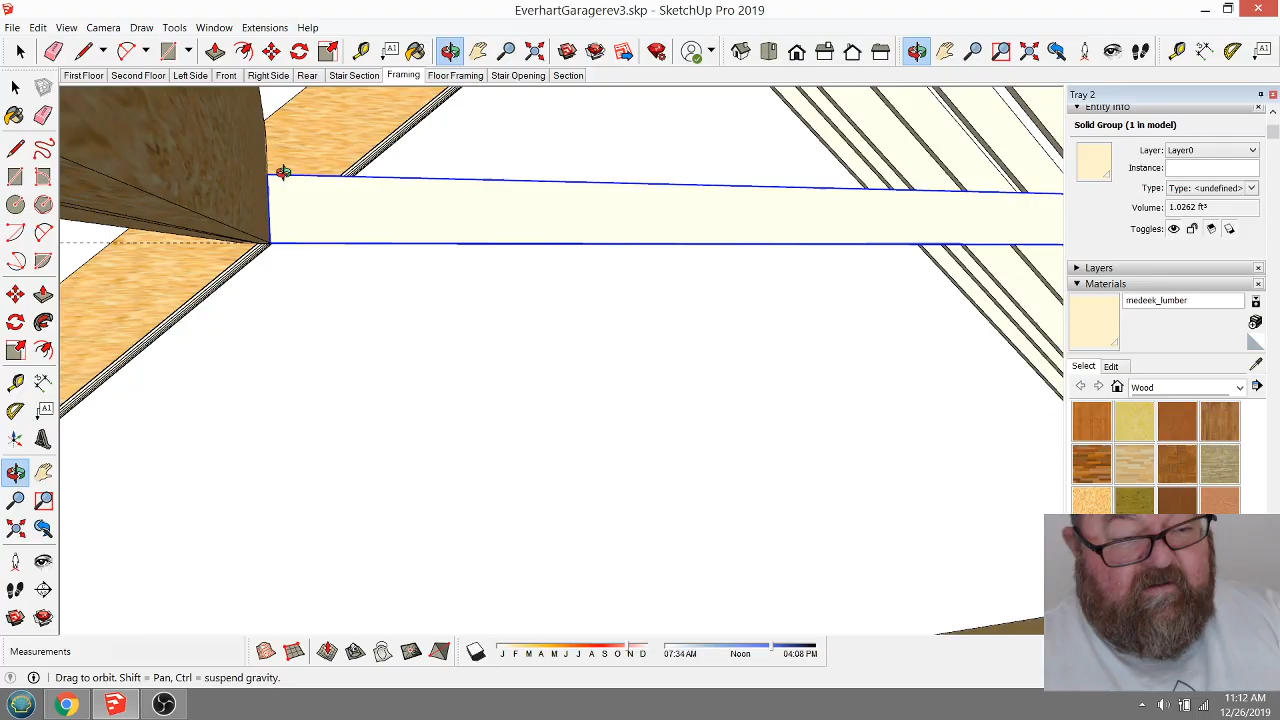 EverhartGaragerev3.skp - SketchUp Pro 2019
File Edit View Camera Draw Tools Window Extensions Help
First Floor Second Floor Left Side Front Right Side Rear Stair Section Framing Floor Framing Stair Opening Section
Tray 2
Entity Info
Solid Group (1 in model)
Layer: Layer0
Instance:
Type: Type: <undefined>
Volume: 1.0262 ft³
Toggles:
Layers
Materials
medeek_lumber
Select Edit
Wood
Measurements
J F M A M J J A S O N D
07:34 AM Noon 04:08 PM
Drag to orbit. Shift = Pan, Ctrl = suspend gravity.
11:12 AM
12/26/2019